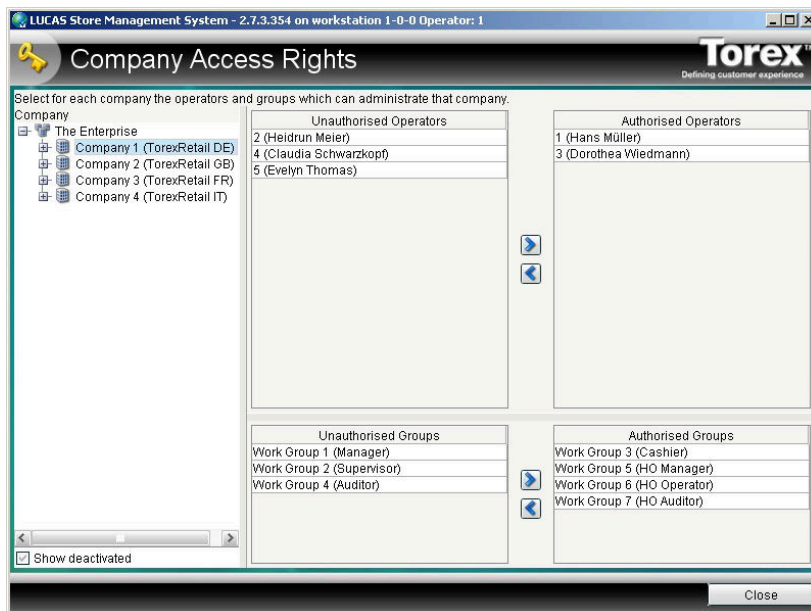 LUCAS Store Management System - 2.7.3.354 on workstation 1-0-0 Operator: 1
Company Access Rights
Torex
Defining customer experience
Select for each company the operators and groups which can administrate that company.
Company
The Enterprise
Company 1 (TorexRetail DE)
Company 2 (TorexRetail GB)
Company 3 (TorexRetail FR)
Company 4 (TorexRetail IT)
Show deactivated
Unauthorised Operators
2 (Heidrun Meier)
4 (Claudia Schwarzkopf)
5 (Evelyn Thomas)
Authorised Operators
1 (Hans Müller)
3 (Dorothea Wiedmann)
Unauthorised Groups
Work Group 1 (Manager)
Work Group 2 (Supervisor)
Work Group 4 (Auditor)
Authorised Groups
Work Group 3 (Cashier)
Work Group 5 (HO Manager)
Work Group 6 (HO Operator)
Work Group 7 (HO Auditor)
Close